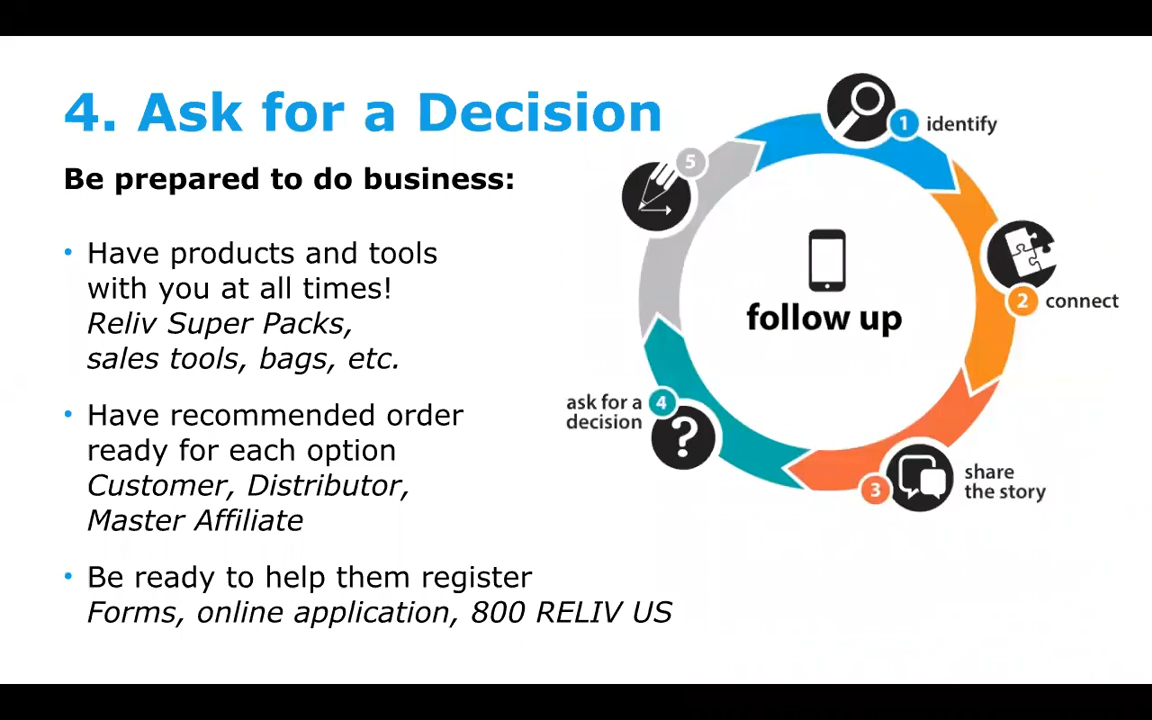 4. Ask for a Decision
Be prepared to do business:
• Have products and tools
with you at all times!
Reliv Super Packs,
sales tools, bags, etc.
• Have recommended order
ready for each option
Customer, Distributor,
Master Affiliate
• Be ready to help them register
Forms, online application, 800 RELIV US
1 identify
2 connect
3 share
the story
4 ask for a
decision
5
follow up